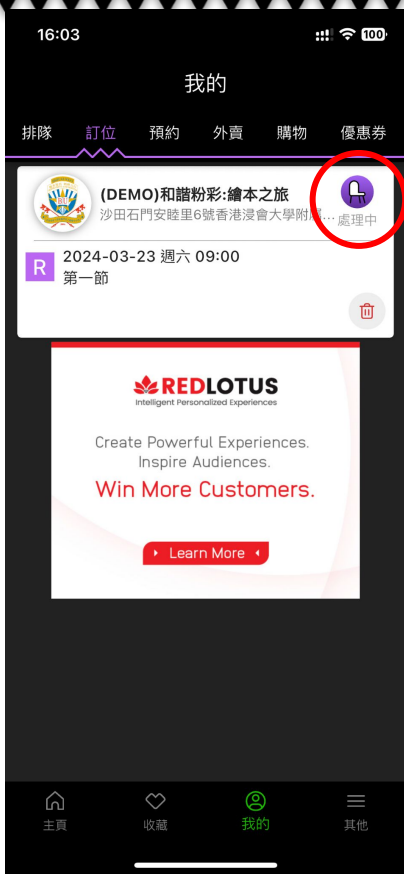 16:03
100
我的
排隊 訂位 預約 外賣 購物 優惠券
(DEMO)和諧粉彩:繪本之旅
沙田石門安睦里6號香港浸會大學附屬...
處理中
R
2024-03-23 週六 09:00
第一節
REDLOTUS
Intelligent Personalized Experiences
Create Powerful Experiences.
Inspire Audiences.
Win More Customers.
Learn More
主頁 收藏 我的 其他